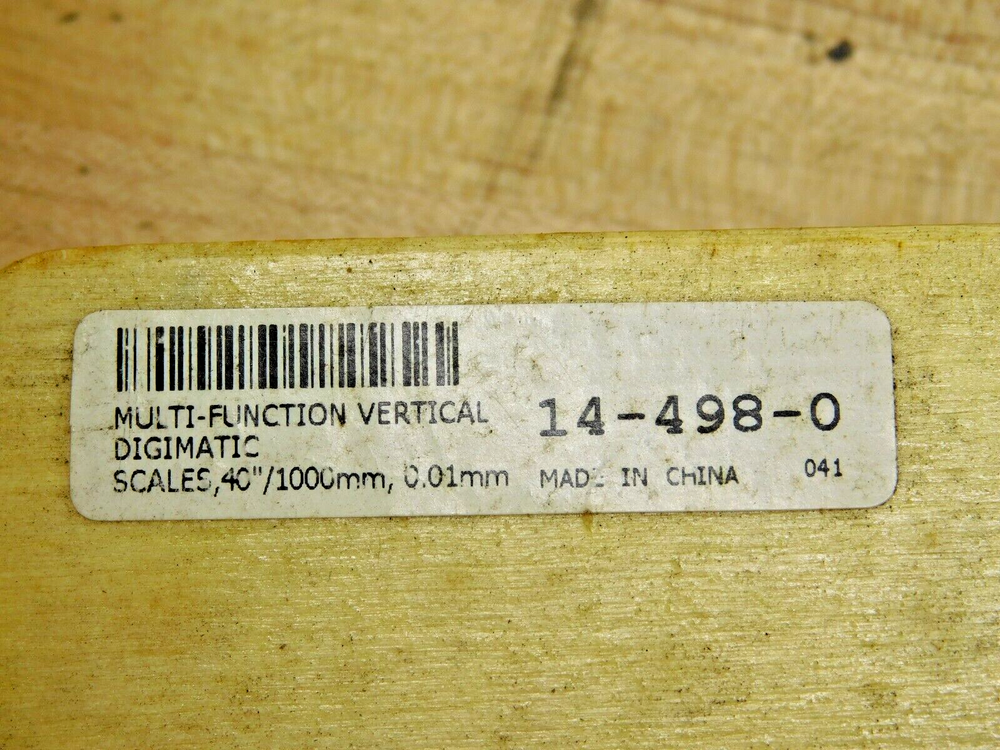 MULTI-FUNCTION VERTICAL
DIGIMATIC
SCALES,40"/1000mm, 0.01mm
14-498-0
MADE IN CHINA 041